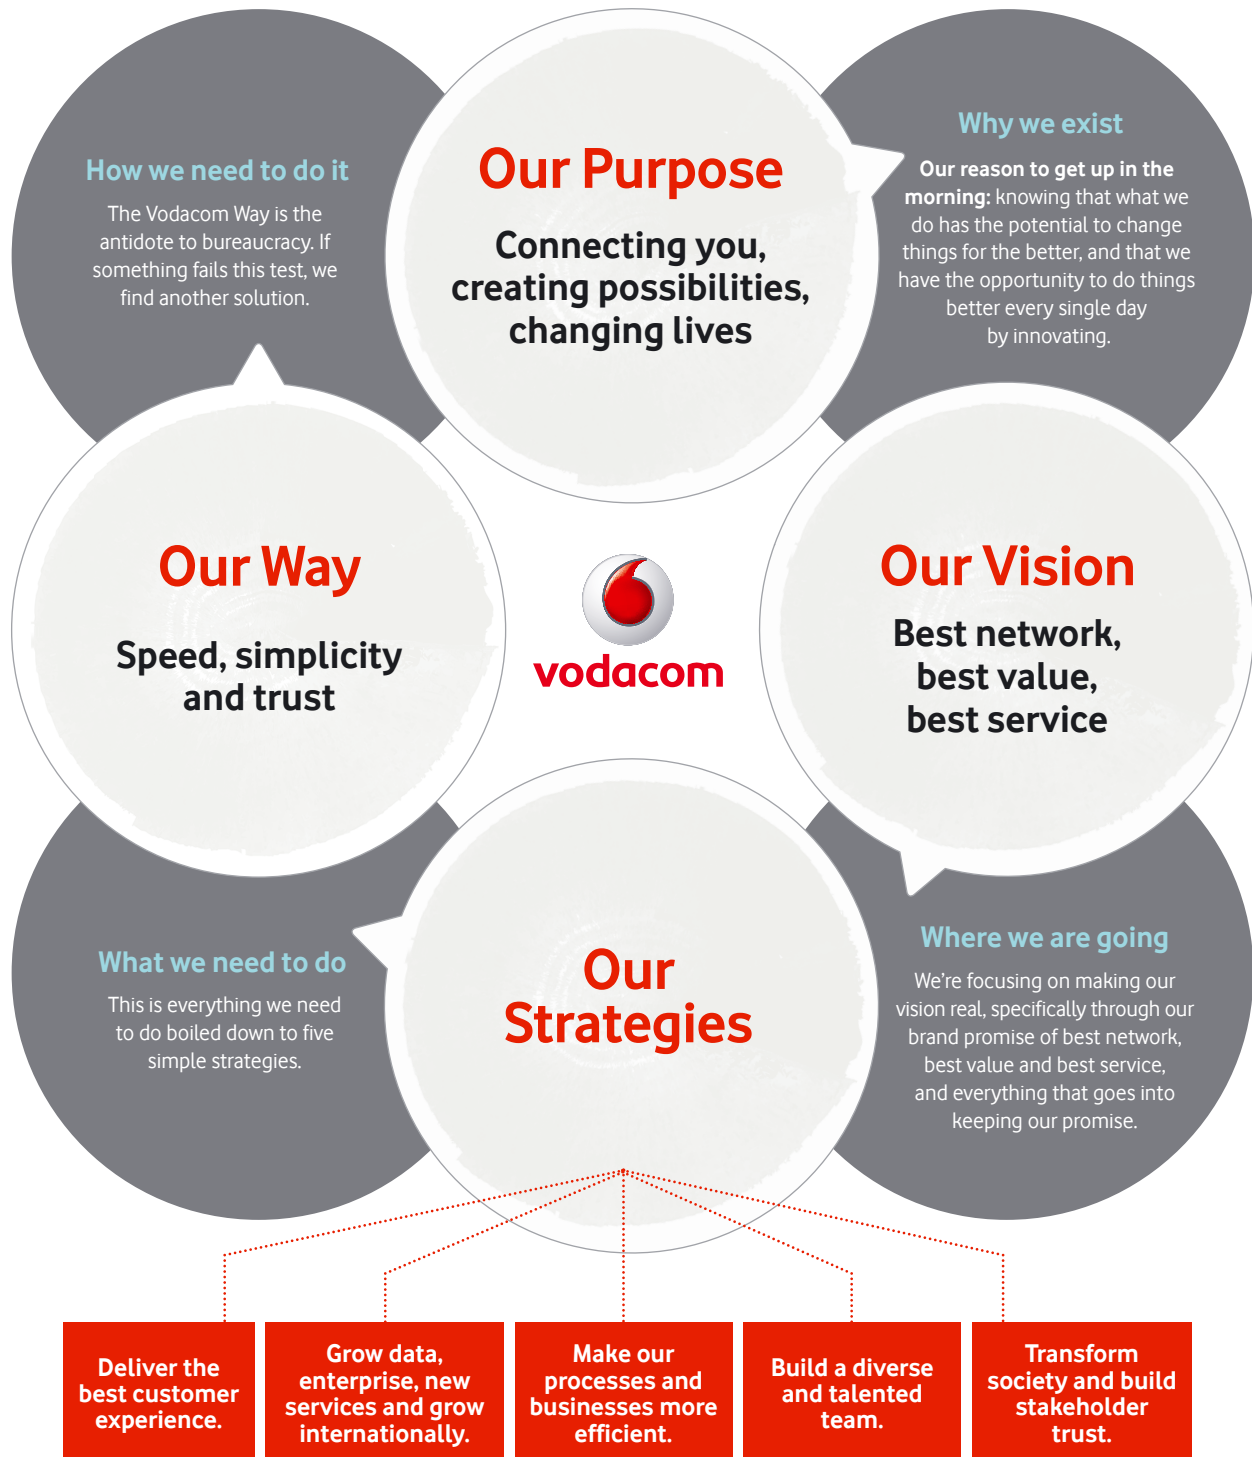 Our Purpose
Connecting you,
creating possibilities,
changing lives
Why we exist
Our reason to get up in the
morning: knowing that what we
do has the potential to change
things for the better, and that we
have the opportunity to do things
better every single day
by innovating.
How we need to do it
The Vodacom Way is the
antidote to bureaucracy. If
something fails this test, we
find another solution.
Our Way
Speed, simplicity
and trust
vodacom
Our Vision
Best network,
best value,
best service
Where we are going
We’re focusing on making our
vision real, specifically through our
brand promise of best network,
best value and best service,
and everything that goes into
keeping our promise.
What we need to do
This is everything we need
to do boiled down to five
simple strategies.
Our
Strategies
Deliver the
best customer
experience.
Grow data,
enterprise, new
services and grow
internationally.
Make our
processes and
businesses more
efficient.
Build a diverse
and talented
team.
Transform
society and build
stakeholder
trust.